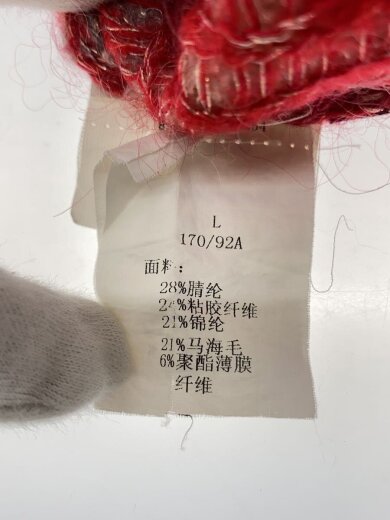 L
170/92A
面料:
28%腈纶
24%粘胶纤维
21%锦纶
21%马海毛
6%聚酯薄膜
纤维